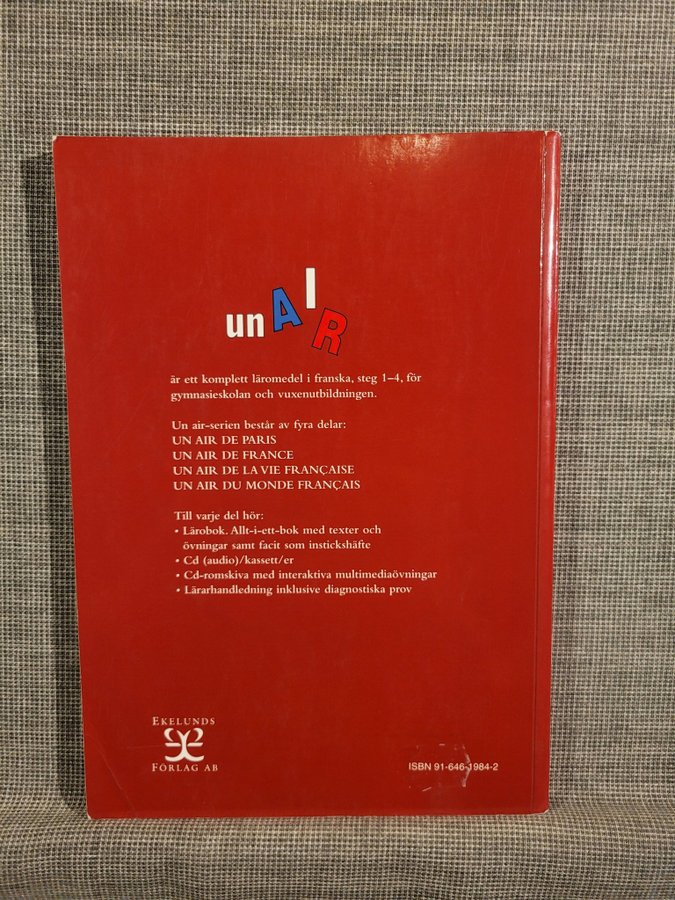 un AIR
är ett komplett läromedel i franska, steg 1–4, för
gymnasieskolan och vuxenutbildningen.
Un air-serien består av fyra delar:
UN AIR DE PARIS
UN AIR DE FRANCE
UN AIR DE LA VIE FRANÇAISE
UN AIR DU MONDE FRANÇAIS
Till varje del hör:
• Lärobok. Allt-i-ett-bok med texter och
övningar samt facit som instickshäfte
• Cd (audio)/kassett/er
• Cd-romskiva med interaktiva multimediaövningar
• Lärarhandledning inklusive diagnostiska prov
EKELUNDS
FÖRLAG AB
ISBN 91-646-1984-2